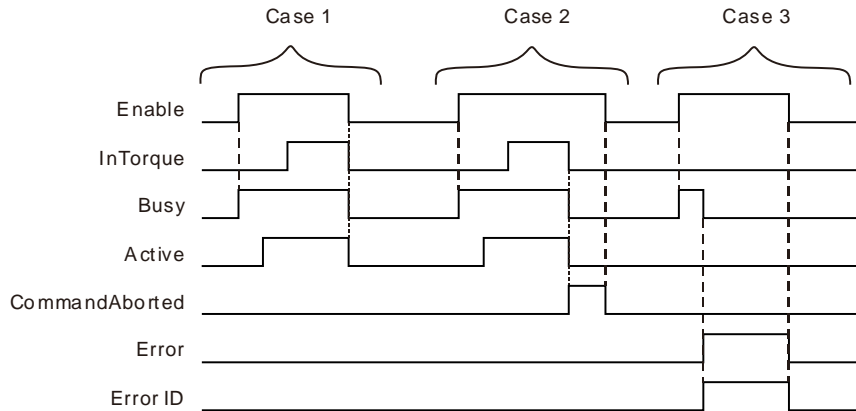 Case 1
Case 2
Case 3
Enable
InTorque
Busy
Active
CommandAborted
Error
Error ID